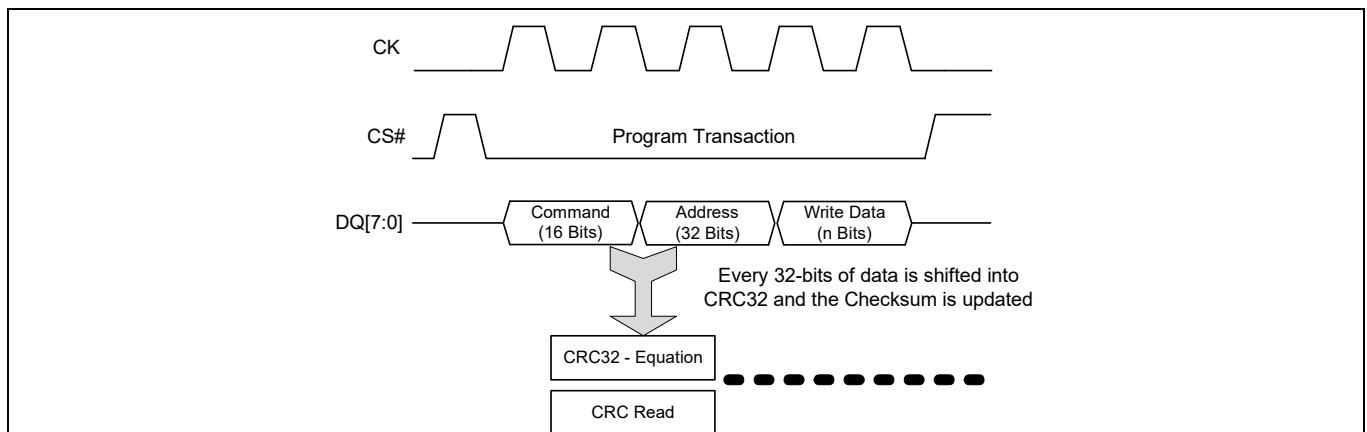 CK
CS#
Program Transaction
DQ[7:0]
Command
(16 Bits)
Address
(32 Bits)
Write Data
(n Bits)
Every 32-bits of data is shifted into
CRC32 and the Checksum is updated
CRC32 - Equation
CRC Read